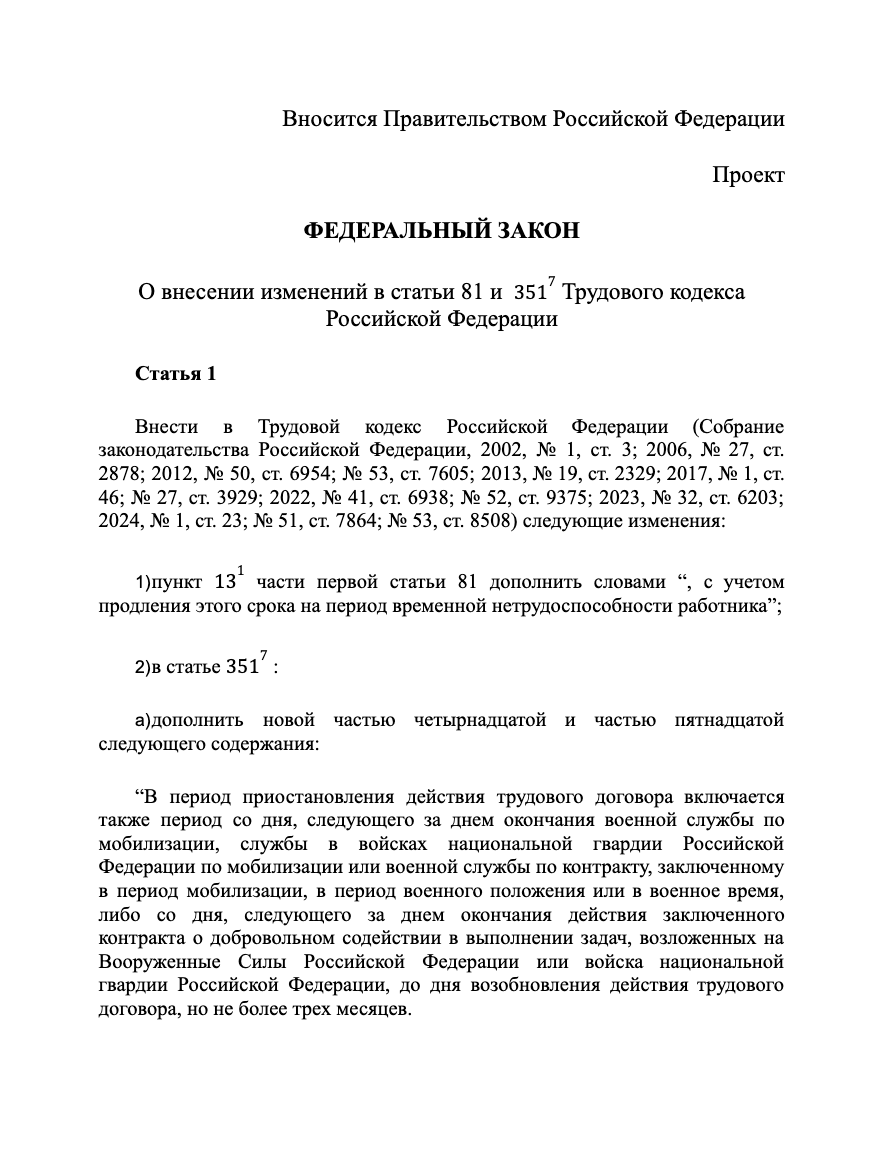 Вносится Правительством Российской Федерации
Проект
ФЕДЕРАЛЬНЫЙ ЗАКОН
О внесении изменений в статьи 81 и 351⁷ Трудового кодекса
Российской Федерации
Статья 1
Внести в Трудовой кодекс Российской Федерации (Собрание
законодательства Российской Федерации, 2002, № 1, ст. 3; 2006, № 27, ст.
2878; 2012, № 50, ст. 6954; № 53, ст. 7605; 2013, № 19, ст. 2329; 2017, № 1, ст.
46; № 27, ст. 3929; 2022, № 41, ст. 6938; № 52, ст. 9375; 2023, № 32, ст. 6203;
2024, № 1, ст. 23; № 51, ст. 7864; № 53, ст. 8508) следующие изменения:
1)пункт 13¹ части первой статьи 81 дополнить словами “, с учетом
продления этого срока на период временной нетрудоспособности работника”;
2)в статье 351⁷ :
а)дополнить новой частью четырнадцатой и частью пятнадцатой
следующего содержания:
“В период приостановления действия трудового договора включается
также период со дня, следующего за днем окончания военной службы по
мобилизации, службы в войсках национальной гвардии Российской
Федерации по мобилизации или военной службы по контракту, заключенному
в период мобилизации, в период военного положения или в военное время,
либо со дня, следующего за днем окончания действия заключенного
контракта о добровольном содействии в выполнении задач, возложенных на
Вооруженные Силы Российской Федерации или войска национальной
гвардии Российской Федерации, до дня возобновления действия трудового
договора, но не более трех месяцев.